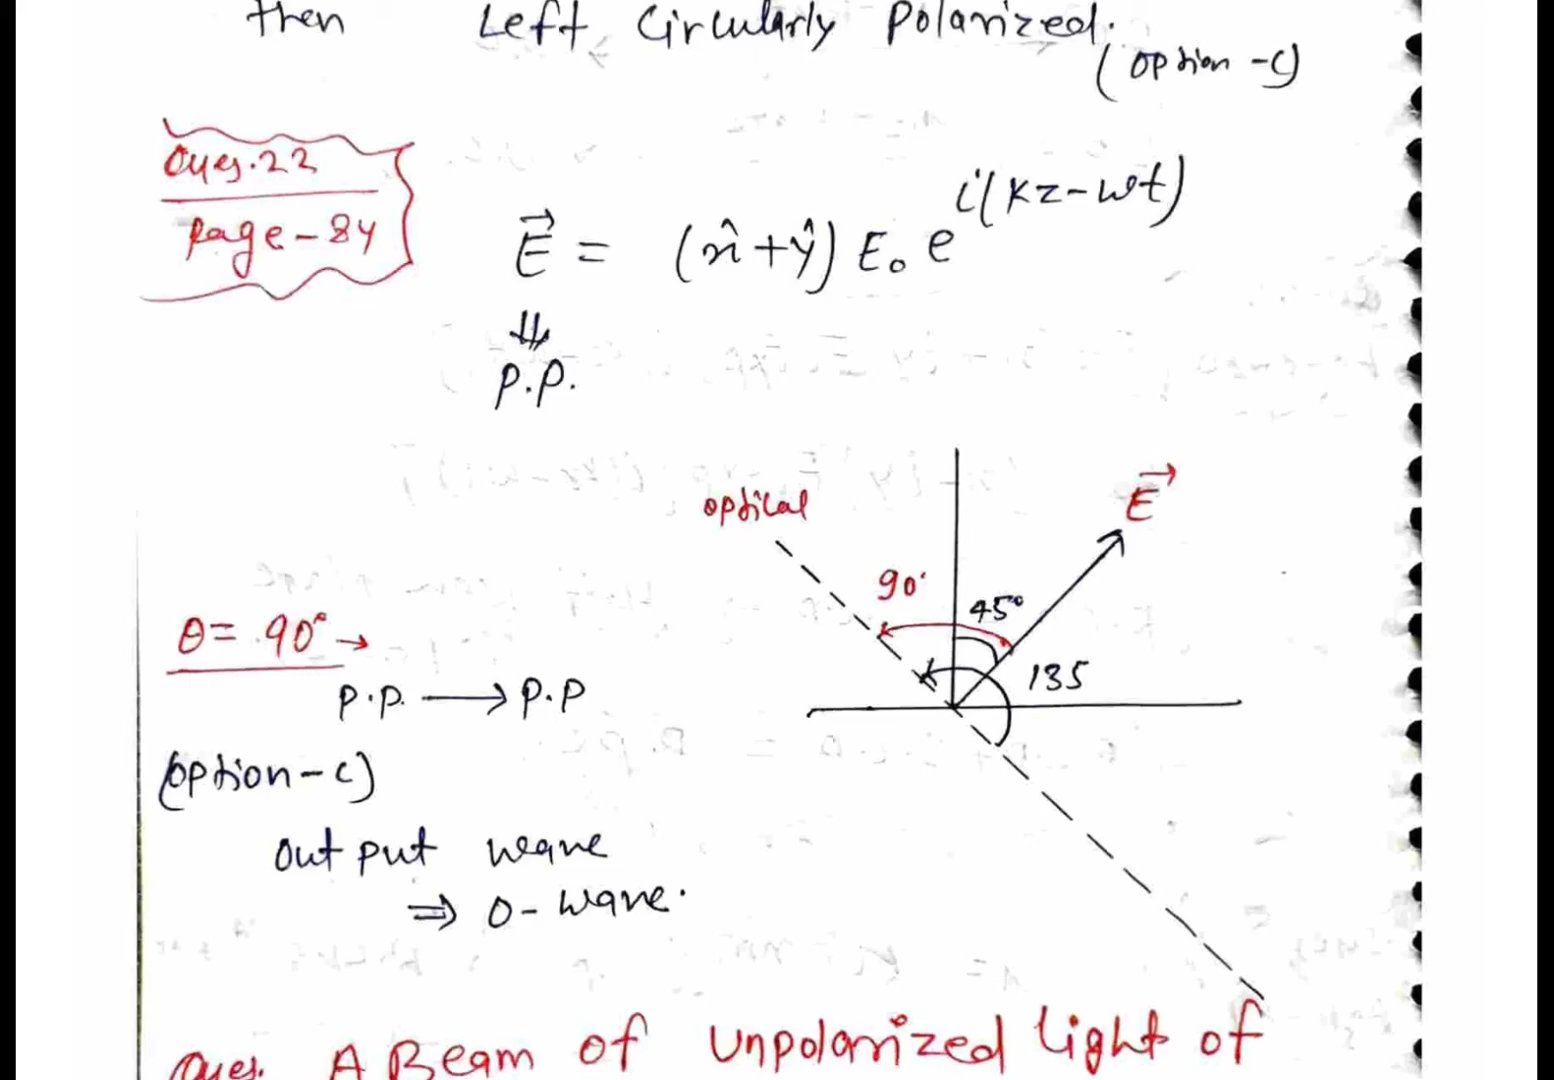 then Left Circularly Polarized.
(option -c)
Ques.22
Page-84
E⃗ = (x̂+ŷ) E₀ e^i(kz-wt)
⇓
P.P.
optical
E⃗
90°
45°
135
θ= 90° →
P.P. → P.P
(option-c)
out put wave
⇒ O-wave.
Ques. A Beam of Unpolarized light of